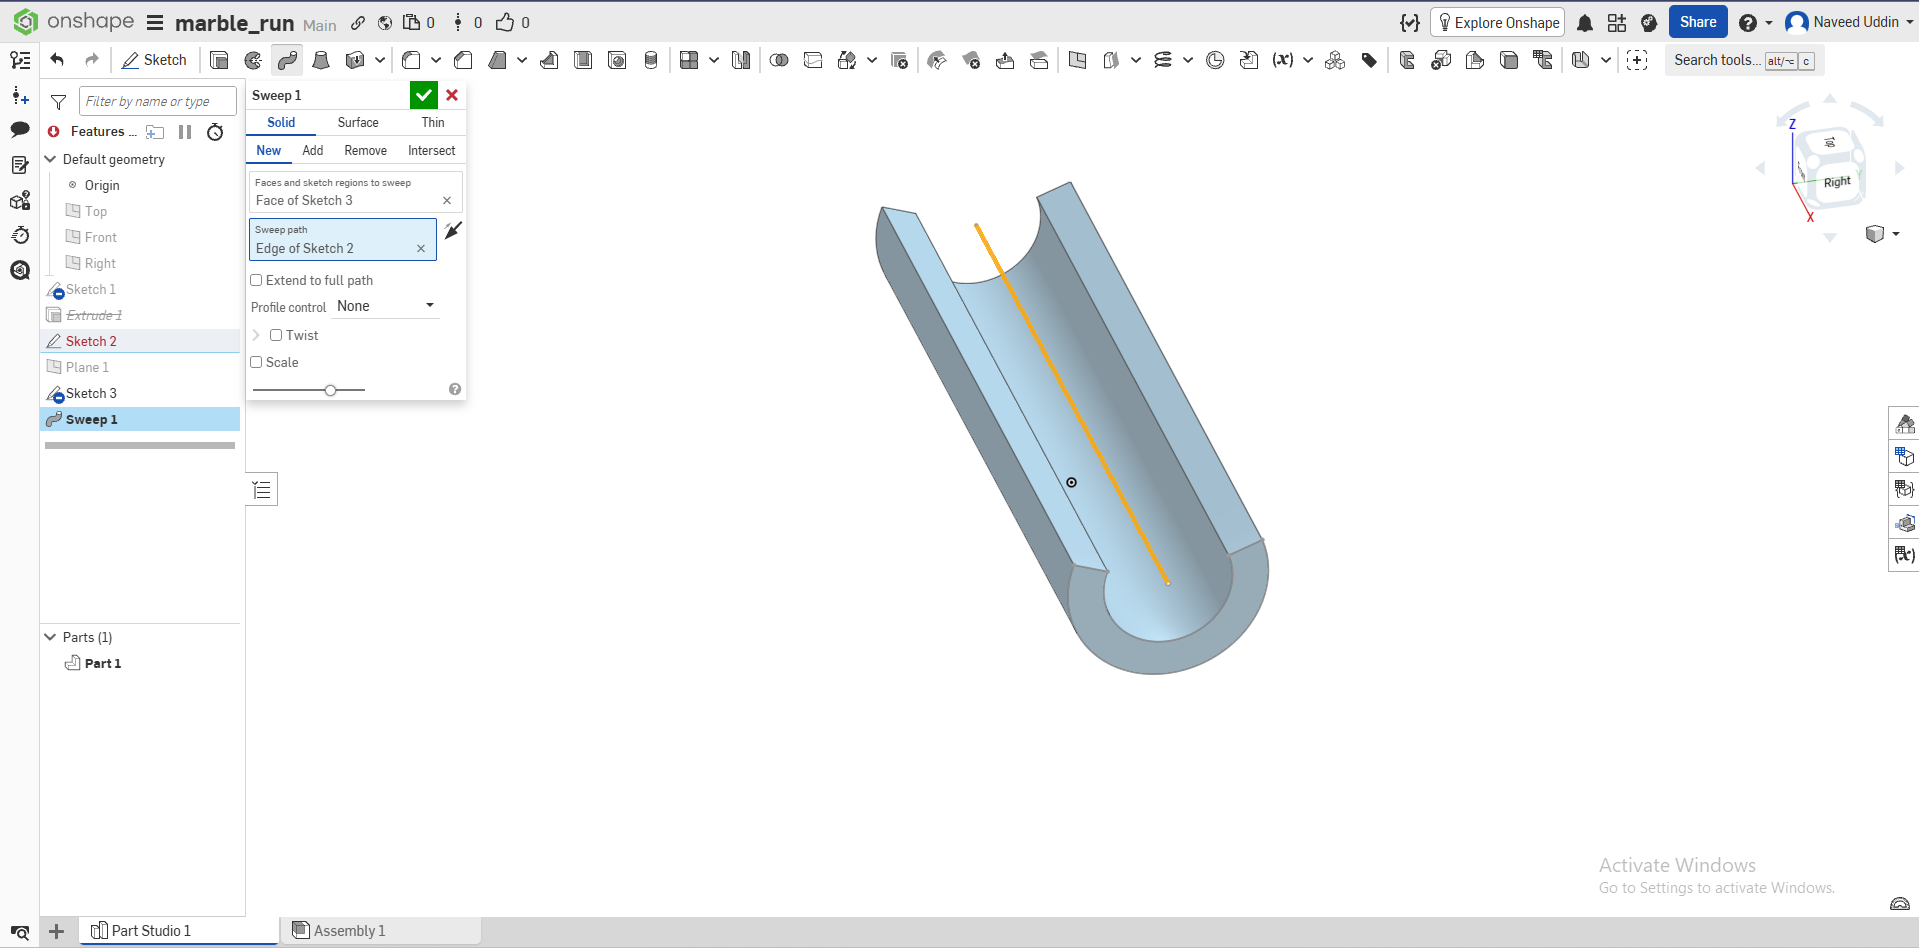 onshape marble_run Main 0 0 0 Explore Onshape Share Naveed Uddin
Sketch (x) Search tools... alt/⌥ c
Filter by name or type
Features ...
Default geometry
Origin
Top
Front
Right
Sketch 1
Extrude 1
Sketch 2
Plane 1
Sketch 3
Sweep 1
Parts (1)
Part 1
Sweep 1
Solid Surface Thin
New Add Remove Intersect
Faces and sketch regions to sweep
Face of Sketch 3
Sweep path
Edge of Sketch 2
Extend to full path
Profile control None
Twist
Scale
Z
Right
X
(x)
Activate Windows
Go to Settings to activate Windows.
Part Studio 1 Assembly 1